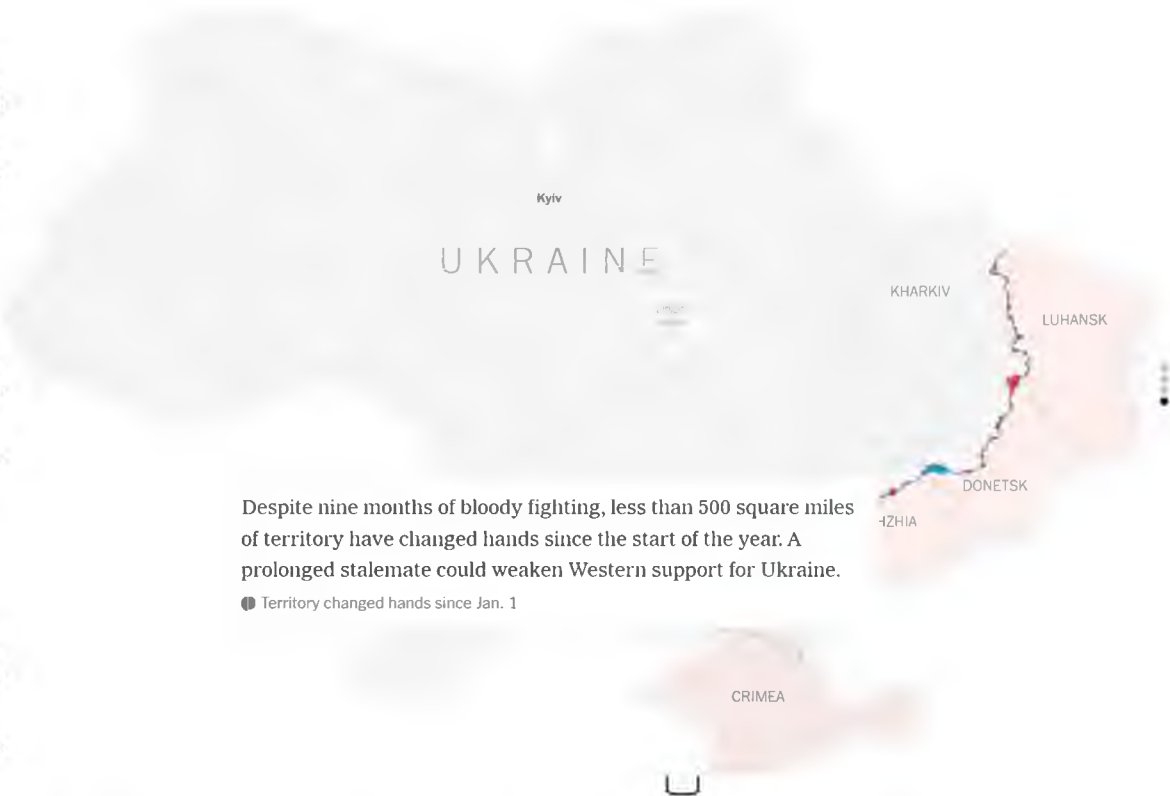 Kyiv
UKRAINE
KHARKIV
LUHANSK
DONETSK
HZHIA
Despite nine months of bloody fighting, less than 500 square miles
of territory have changed hands since the start of the year. A
prolonged stalemate could weaken Western support for Ukraine.
Territory changed hands since Jan. 1
CRIMEA